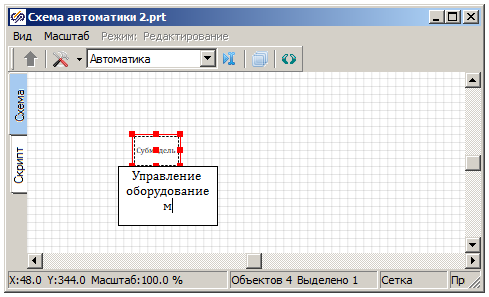 Схема автоматики 2.prt
Вид Масштаб Режим: Редактирование
Автоматика
Схема
Скрипт
Субмодель
Управление
оборудование
м
X:48.0 Y:344.0 Масштаб:100.0 % Объектов 4 Выделено 1 Сетка Пр